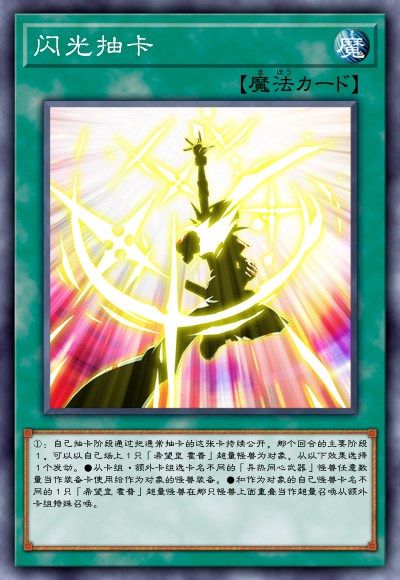 闪光抽卡
魔
【魔法カード】
①：自己抽卡阶段通过把通常抽卡的这张卡持续公开，那个回合的主要阶段
1，可以以自己场上1只「希望皇 霍普」超量怪兽为对象，从以下效果选择
1个发动。●从卡组·额外卡组选卡名不同的「异热同心武器」怪兽任意数
量当作装备卡使用给作为对象的怪兽装备。●和作为对象的自己怪兽卡名不
同的1只「希望皇 霍普」超量怪兽在那只怪兽上面重叠当作超量召唤从额外
卡组特殊召唤。